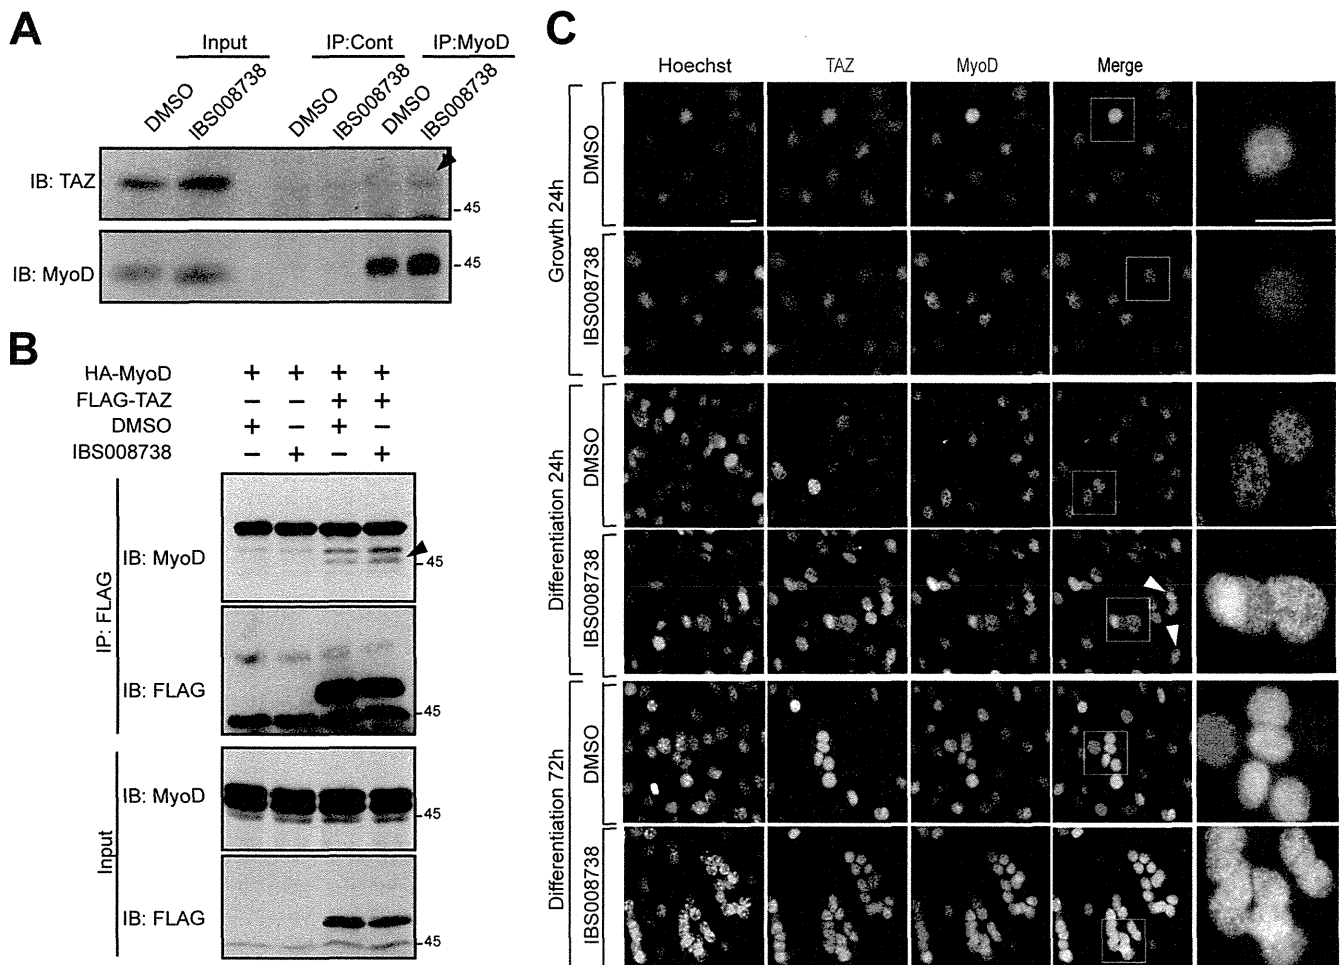 A
Input
IP:Cont
IP:MyoD
DMSO
IBS008738
DMSO
IBS008738
DMSO
IBS008738
IB: TAZ
45
IB: MyoD
45
B
HA-MyoD + + + +
FLAG-TAZ − − + +
DMSO + − + −
IBS008738 − + − +
IP: FLAG
IB: MyoD
45
IB: FLAG
45
Input
IB: MyoD
45
IB: FLAG
45
C
Hoechst TAZ MyoD Merge
Growth 24h
DMSO
IBS008738
Differentiation 24h
DMSO
IBS008738
Differentiation 72h
DMSO
IBS008738